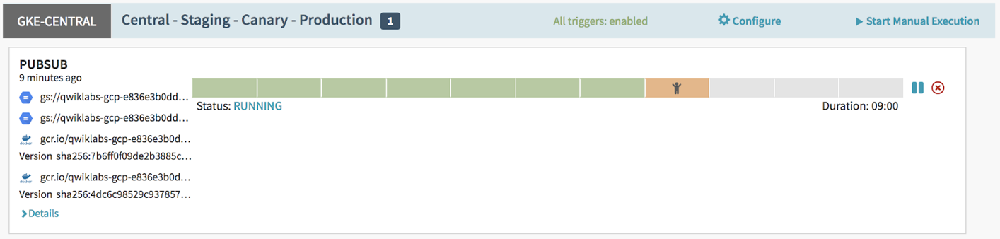 GKE-CENTRAL
Central - Staging - Canary - Production 1
All triggers: enabled
Configure
Start Manual Execution
PUBSUB
9 minutes ago
gs://qwiklabs-gcp-e836e3b0dd…
Status: RUNNING
Duration: 09:00
gs://qwiklabs-gcp-e836e3b0dd…
docker gcr.io/qwiklabs-gcp-e836e3b0d…
Version sha256:7b6ff0f09de2b3885c…
docker gcr.io/qwiklabs-gcp-e836e3b0d…
Version sha256:4dc6c98529c937857…
Details